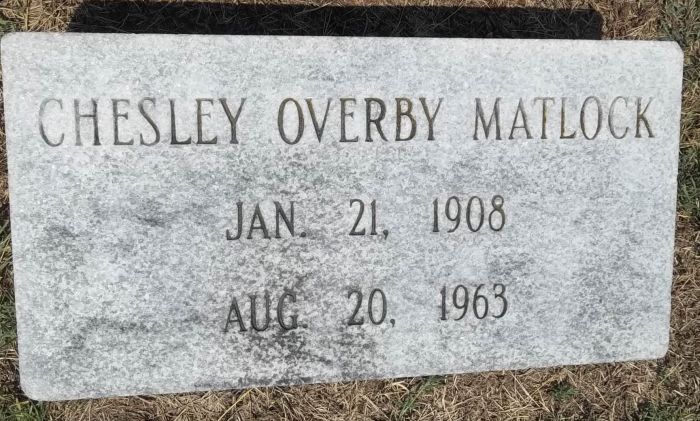 CHESLEY OVERBY MATLOCK
JAN. 21, 1908
AUG. 20, 1963